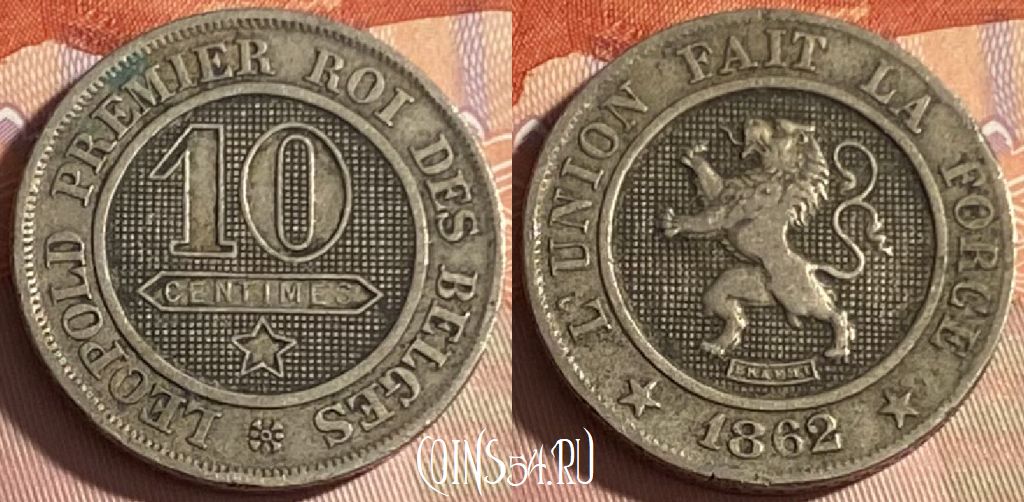 LEOPOLD PREMIER ROI DES BELGES
10
CENTIMES
L'UNION FAIT LA FORCE
1862
COINS54.RU